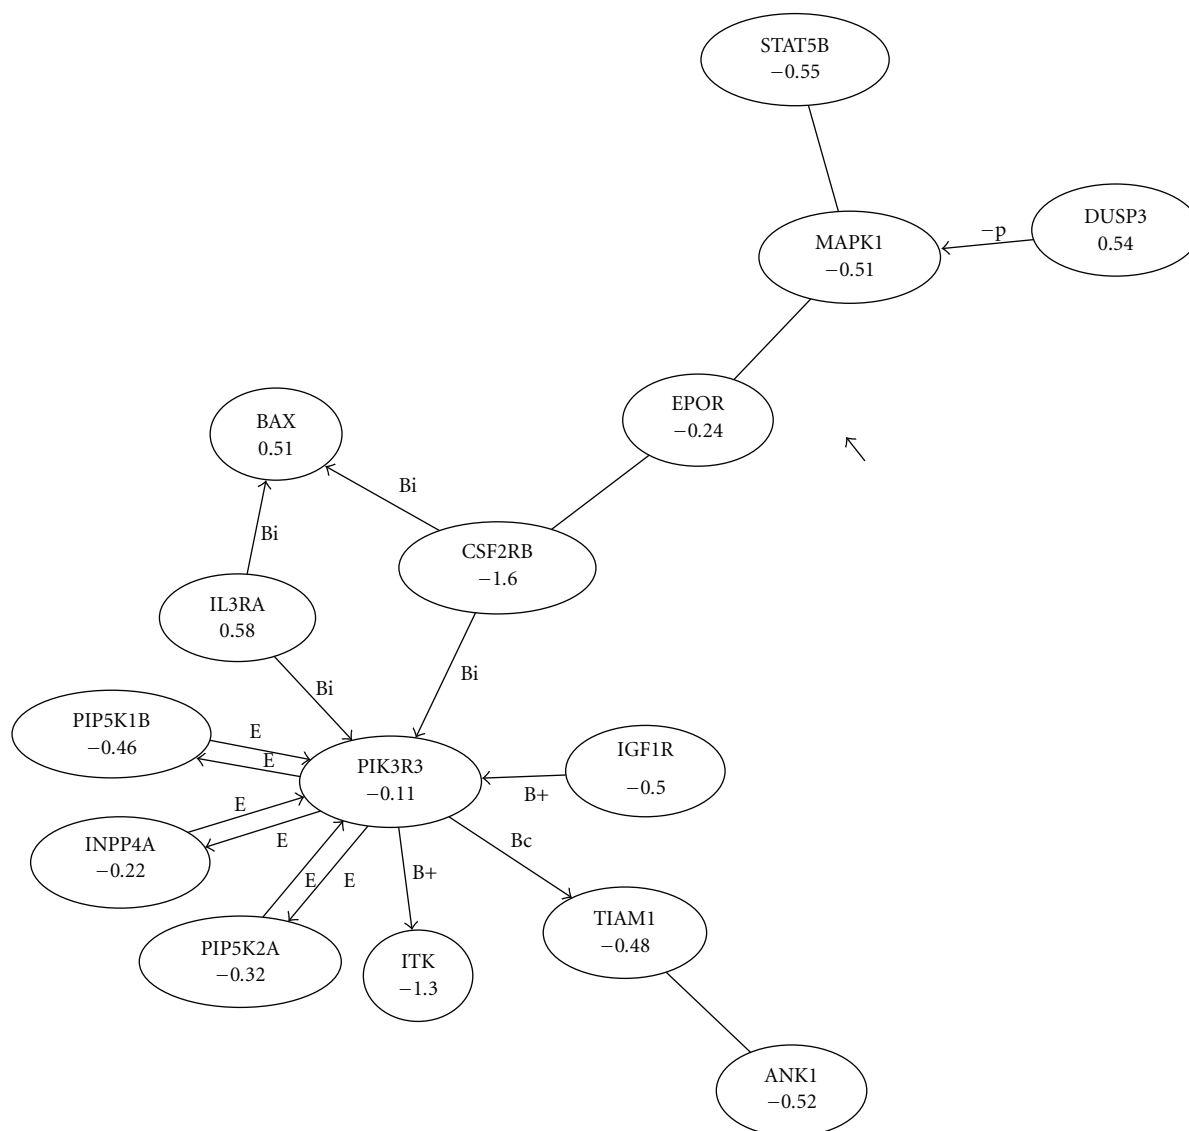 STAT5B
−0.55
DUSP3
0.54
−p
MAPK1
−0.51
EPOR
−0.24
BAX
0.51
Bi
Bi
CSF2RB
−1.6
IL3RA
0.58
Bi
Bi
PIP5K1B
−0.46
E
E
PIK3R3
−0.11
IGF1R
−0.5
B+
E
E
INPP4A
−0.22
Bc
B+
E
E
PIP5K2A
−0.32
ITK
−1.3
TIAM1
−0.48
ANK1
−0.52